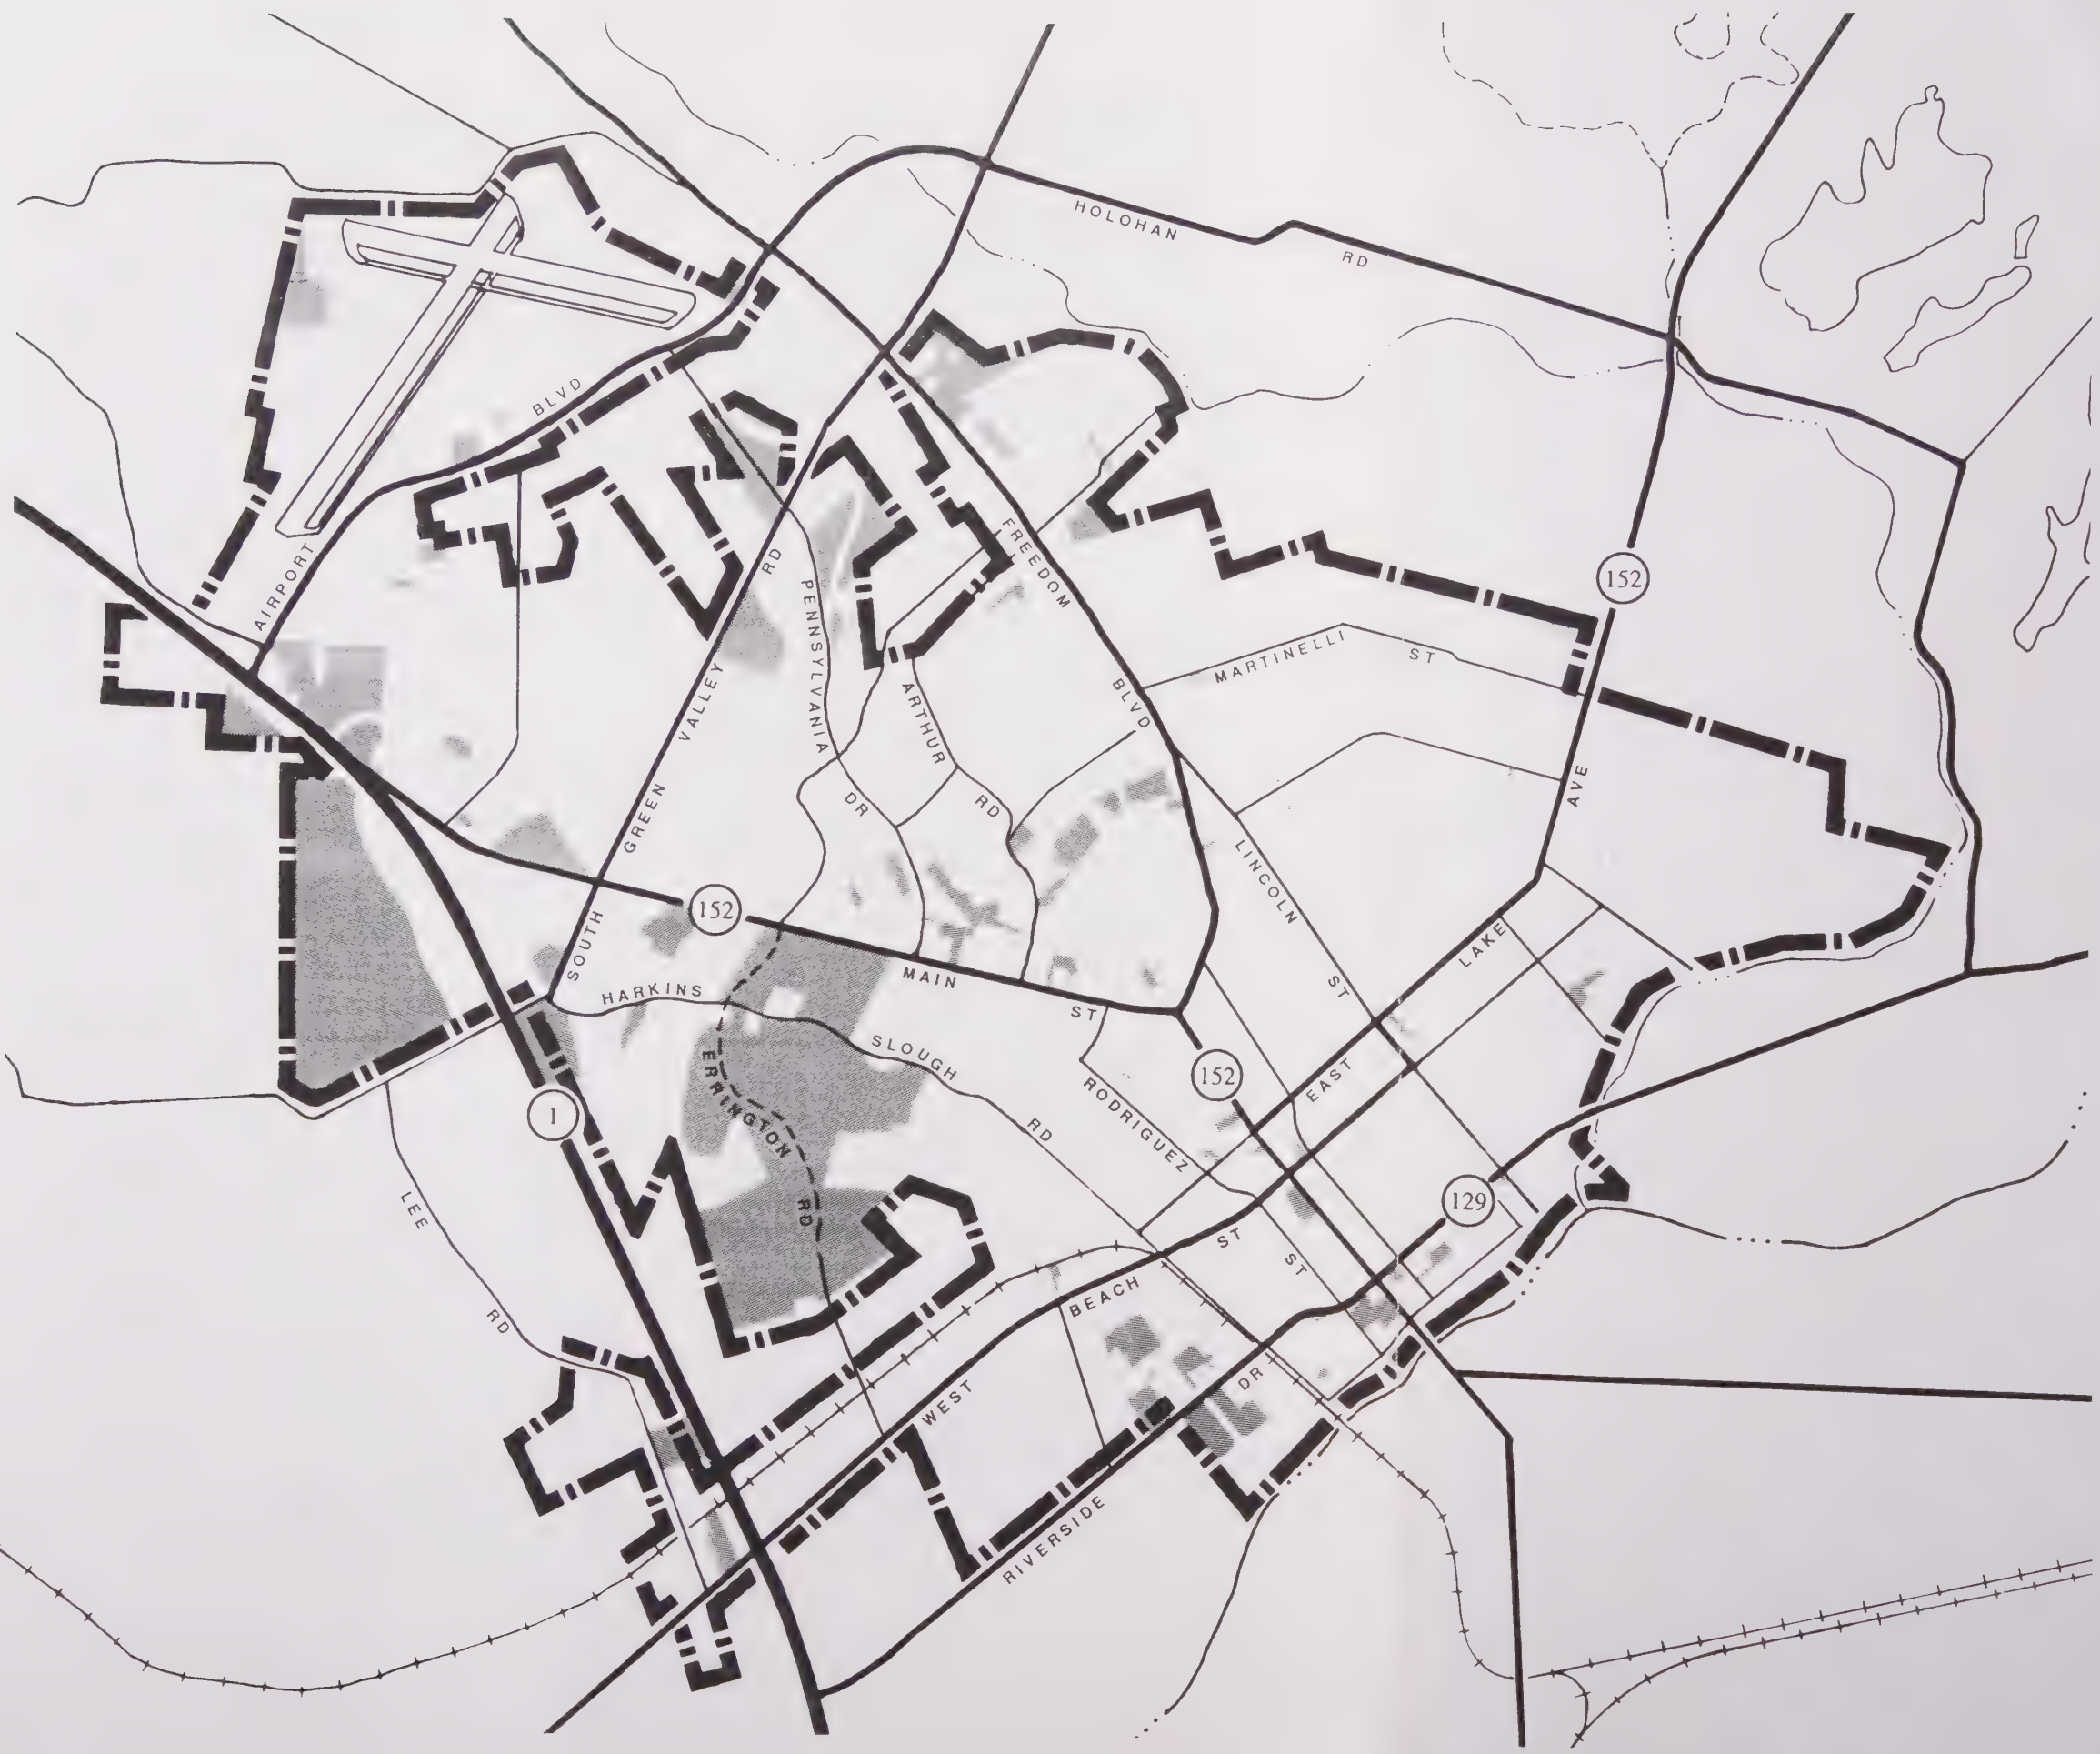 HOLOHAN
RD
BLVD
AIRPORT
152
FREEDOM
BLVD
RD
VALLEY
GREEN
SOUTH
PENNSYLVANIA
DR
ARTHUR
RD
MARTINELLI
ST
AVE
LAKE
EAST
LINCOLN
ST
152
MAIN
ST
HARKINS
SLOUGH
RD
ERRINGTON
RD
RODRIGUEZ
ST
152
1
129
LEE
RD
WEST
BEACH
ST
RIVERSIDE
DR